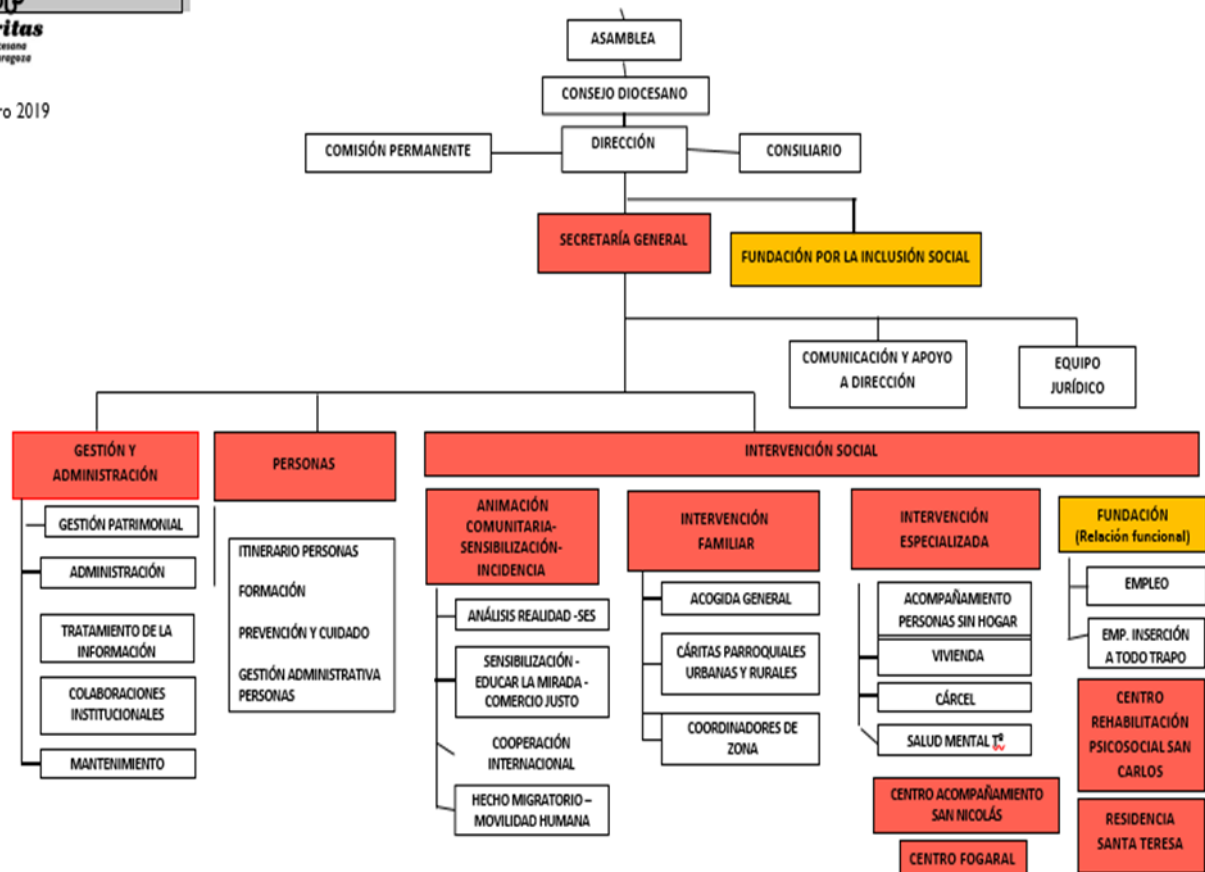 ritas
cesana
ragoza
ro 2019
ASAMBLEA
CONSEJO DIOCESANO
COMISIÓN PERMANENTE
DIRECCIÓN
CONSILIARIO
SECRETARÍA GENERAL
FUNDACIÓN POR LA INCLUSIÓN SOCIAL
COMUNICACIÓN Y APOYO
A DIRECCIÓN
EQUIPO
JURÍDICO
GESTIÓN Y
ADMINISTRACIÓN
GESTIÓN PATRIMONIAL
ADMINISTRACIÓN
TRATAMIENTO DE LA
INFORMACIÓN
COLABORACIONES
INSTITUCIONALES
MANTENIMIENTO
PERSONAS
ITINERARIO PERSONAS
FORMACIÓN
PREVENCIÓN Y CUIDADO
GESTIÓN ADMINISTRATIVA
PERSONAS
INTERVENCIÓN SOCIAL
ANIMACIÓN
COMUNITARIA-
SENSIBILIZACIÓN-
INCIDENCIA
ANÁLISIS REALIDAD -SES
SENSIBILIZACIÓN -
EDUCAR LA MIRADA -
COMERCIO JUSTO
COOPERACIÓN
INTERNACIONAL
HECHO MIGRATORIO –
MOVILIDAD HUMANA
INTERVENCIÓN
FAMILIAR
ACOGIDA GENERAL
CÁRITAS PARROQUIALES
URBANAS Y RURALES
COORDINADORES DE
ZONA
INTERVENCIÓN
ESPECIALIZADA
ACOMPAÑAMIENTO
PERSONAS SIN HOGAR
VIVIENDA
CÁRCEL
SALUD MENTAL Tª
CENTRO ACOMPAÑAMIENTO
SAN NICOLÁS
CENTRO FOGARAL
FUNDACIÓN
(Relación funcional)
EMPLEO
EMP. INSERCIÓN
A TODO TRAPO
CENTRO
REHABILITACIÓN
PSICOSOCIAL SAN
CARLOS
RESIDENCIA
SANTA TERESA